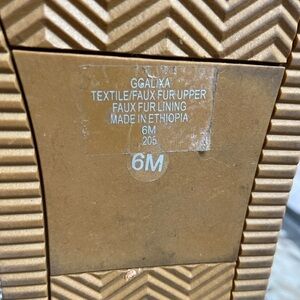 GGALIXA
TEXTILE/FAUX FUR UPPER
FAUX FUR LINING
MADE IN ETHIOPIA
6M
205
6M